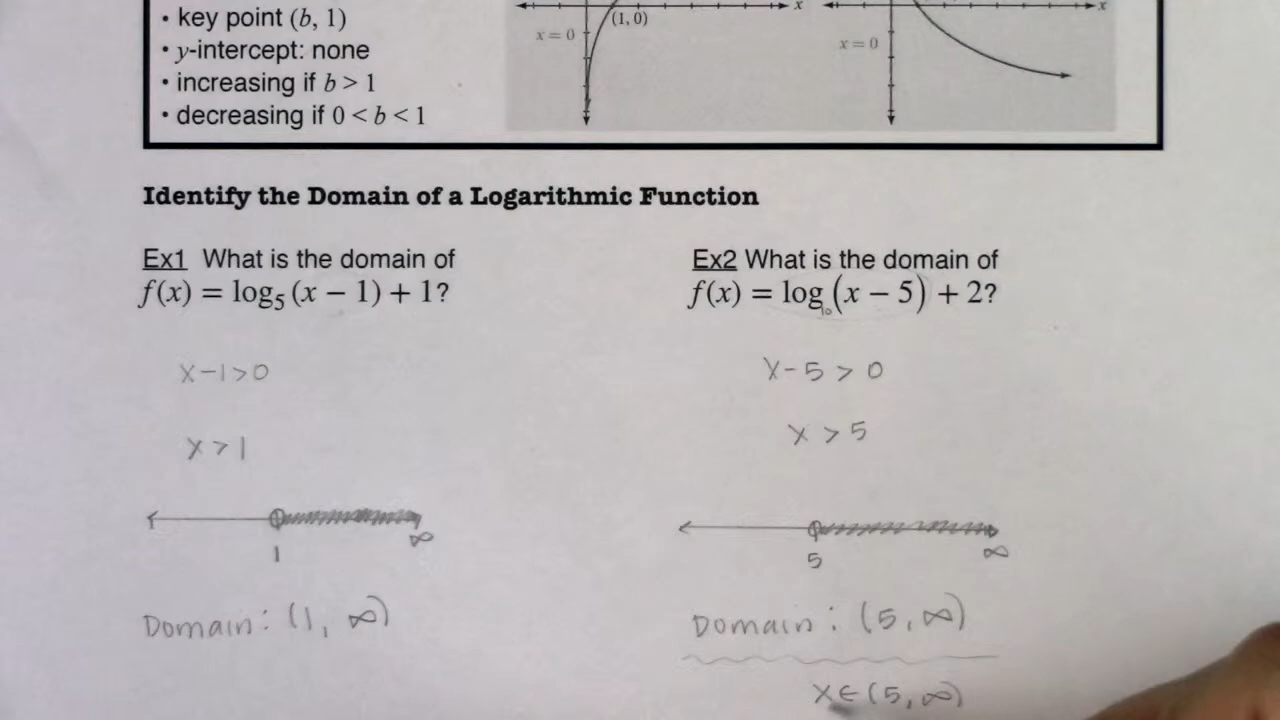 • key point (b, 1)
• y-intercept: none
• increasing if b > 1
• decreasing if 0 < b < 1
x = 0
(1, 0)
x
x = 0
x
Identify the Domain of a Logarithmic Function
Ex1 What is the domain of
f(x) = log₅ (x − 1) + 1?
x-1>0
x > 1
1
∞
Domain: (1, ∞)
Ex2 What is the domain of
f(x) = log₁₀(x − 5) + 2?
x-5 > 0
x > 5
5
∞
Domain: (5, ∞)
x∈(5, ∞)